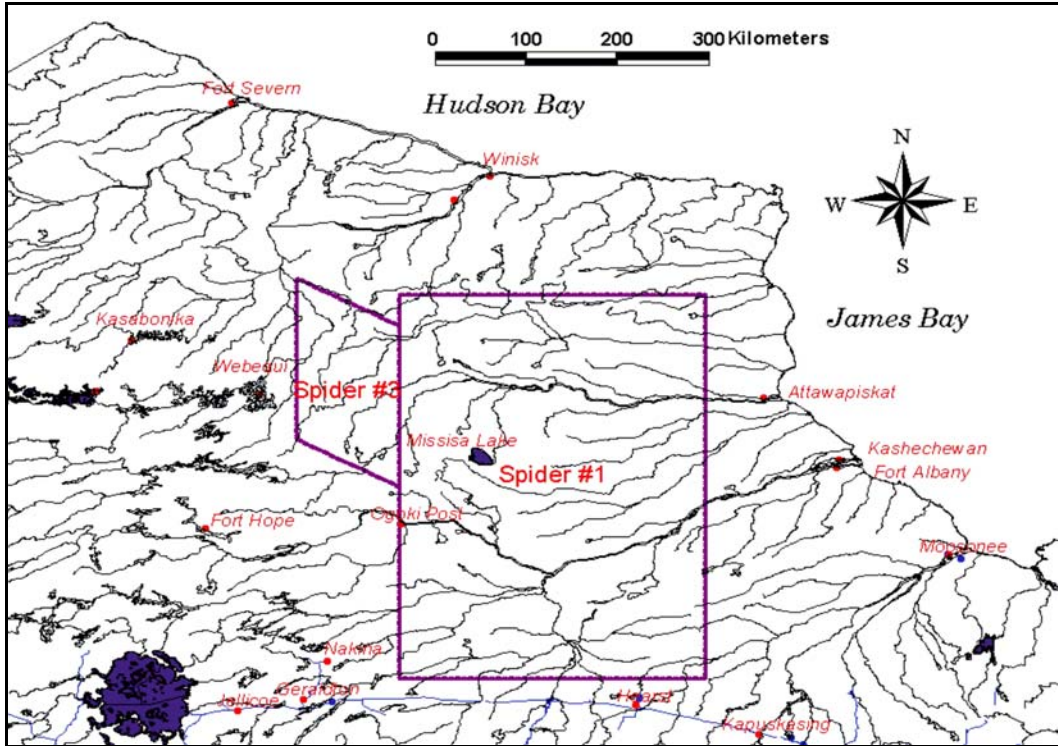 0 100 200 300 Kilometers
Fort Severn
Hudson Bay
Winisk
N
W E
S
Kasabonika
James Bay
Webequi
Spider #3
Attawapiskat
Missisa Lake
Spider #1
Kashechewan
Fort Albany
Ogoki Post
Fort Hope
Moosonee
Nakina
Geraldton
Jellicoe
Hearst
Kapuskasing